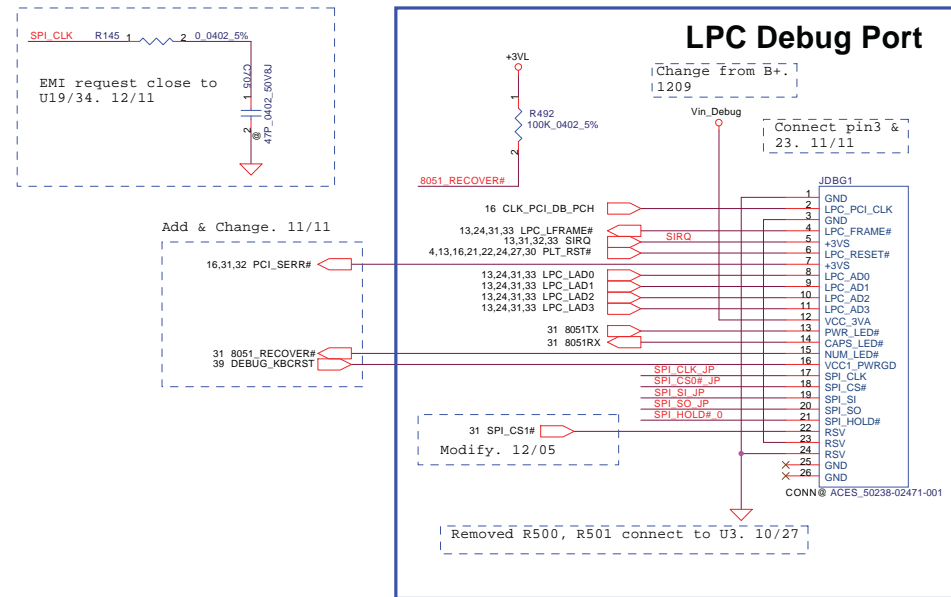 LPC Debug Port
SPI_CLK R145 1 2 0_0402_5%
EMI request close to
U19/34. 12/11
C705
1
2
@
47P_0402_50V8J
+3VL
1
R492
100K_0402_5%
2
8051_RECOVER#
Change from B+.
1209
Vin_Debug
Connect pin3 &
23. 11/11
JDBG1
Add & Change. 11/11
16,31,32 PCI_SERR#
31 8051_RECOVER#
39 DEBUG_KBCRST
16 CLK_PCI_DB_PCH
13,24,31,33 LPC_LFRAME#
13,31,32,33 SIRQ
SIRQ
4,13,16,21,22,24,27,30 PLT_RST#
13,24,31,33 LPC_LAD0
13,24,31,33 LPC_LAD1
13,24,31,33 LPC_LAD2
13,24,31,33 LPC_LAD3
31 8051TX
31 8051RX
SPI_CLK_JP
SPI_CS0#_JP
SPI_SI_JP
SPI_SO_JP
SPI_HOLD#_0
31 SPI_CS1#
Modify. 12/05
1 GND
2 LPC_PCI_CLK
3 GND
4 LPC_FRAME#
5 +3VS
6 LPC_RESET#
7 +3VS
8 LPC_AD0
9 LPC_AD1
10 LPC_AD2
11 LPC_AD3
12 VCC_3VA
13 PWR_LED#
14 CAPS_LED#
15 NUM_LED#
16 VCC1_PWRGD
17 SPI_CLK
18 SPI_CS#
19 SPI_SI
20 SPI_SO
21 SPI_HOLD#
22 RSV
23 RSV
24 RSV
25 GND
26 GND
CONN@ ACES_50238-02471-001
Removed R500, R501 connect to U3. 10/27